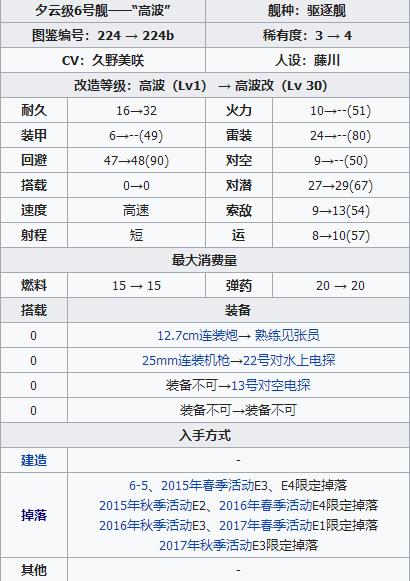 夕云级6号舰——“高波” 舰种：驱逐舰
图鉴编号：224 → 224b 稀有度：3 → 4
CV：久野美咲 人设：藤川
改造等级：高波（Lv1） → 高波改（Lv 30）
耐久 16→32 火力 10→--(51)
装甲 6→--(49) 雷装 24→--(80)
回避 47→48(90) 对空 9→--(50)
搭载 0→0 对潜 27→29(67)
速度 高速 索敌 9→13(54)
射程 短 运 8→10(57)
最大消费量
燃料 15 → 15 弹药 20 → 20
搭载 装备
0 12.7cm连装炮→ 熟练见张员
0 25mm连装机枪→22号对水上电探
0 装备不可→13号对空电探
0 装备不可→装备不可
入手方式
建造 -
掉落 6-5、2015年春季活动E3、E4限定掉落
2015年秋季活动E2、2016年春季活动E4限定掉落
2016年秋季活动E3、2017年春季活动E1限定掉落
2017年秋季活动E3限定掉落
其他 -